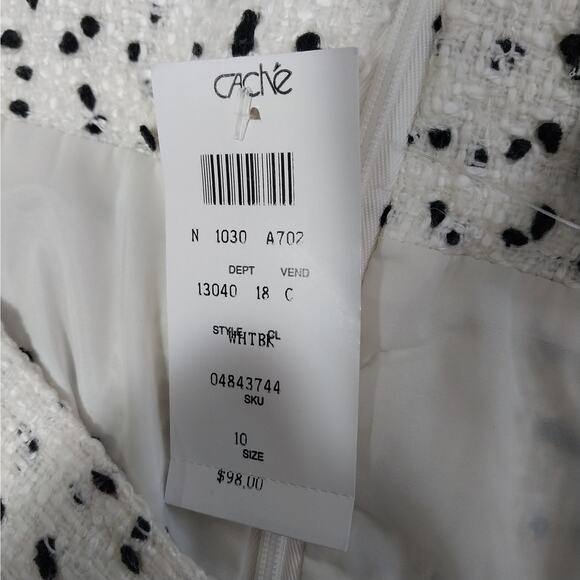 Caché
N 1030 A702
DEPT VEND
13040 18 C
STYLE CL
WHTBK
04843744
SKU
10
SIZE
$98.00